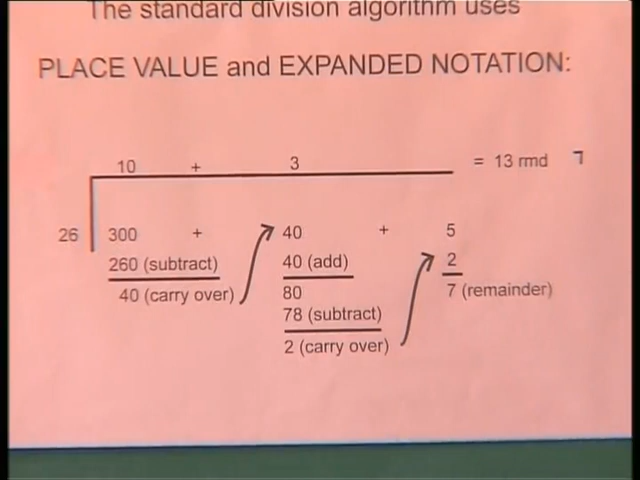 The standard division algorithm uses
PLACE VALUE and EXPANDED NOTATION:
10 + 3 = 13 rmd 7
26 300 + 40 + 5
260 (subtract) 40 (add) 2
40 (carry over) 80 7 (remainder)
78 (subtract)
2 (carry over)